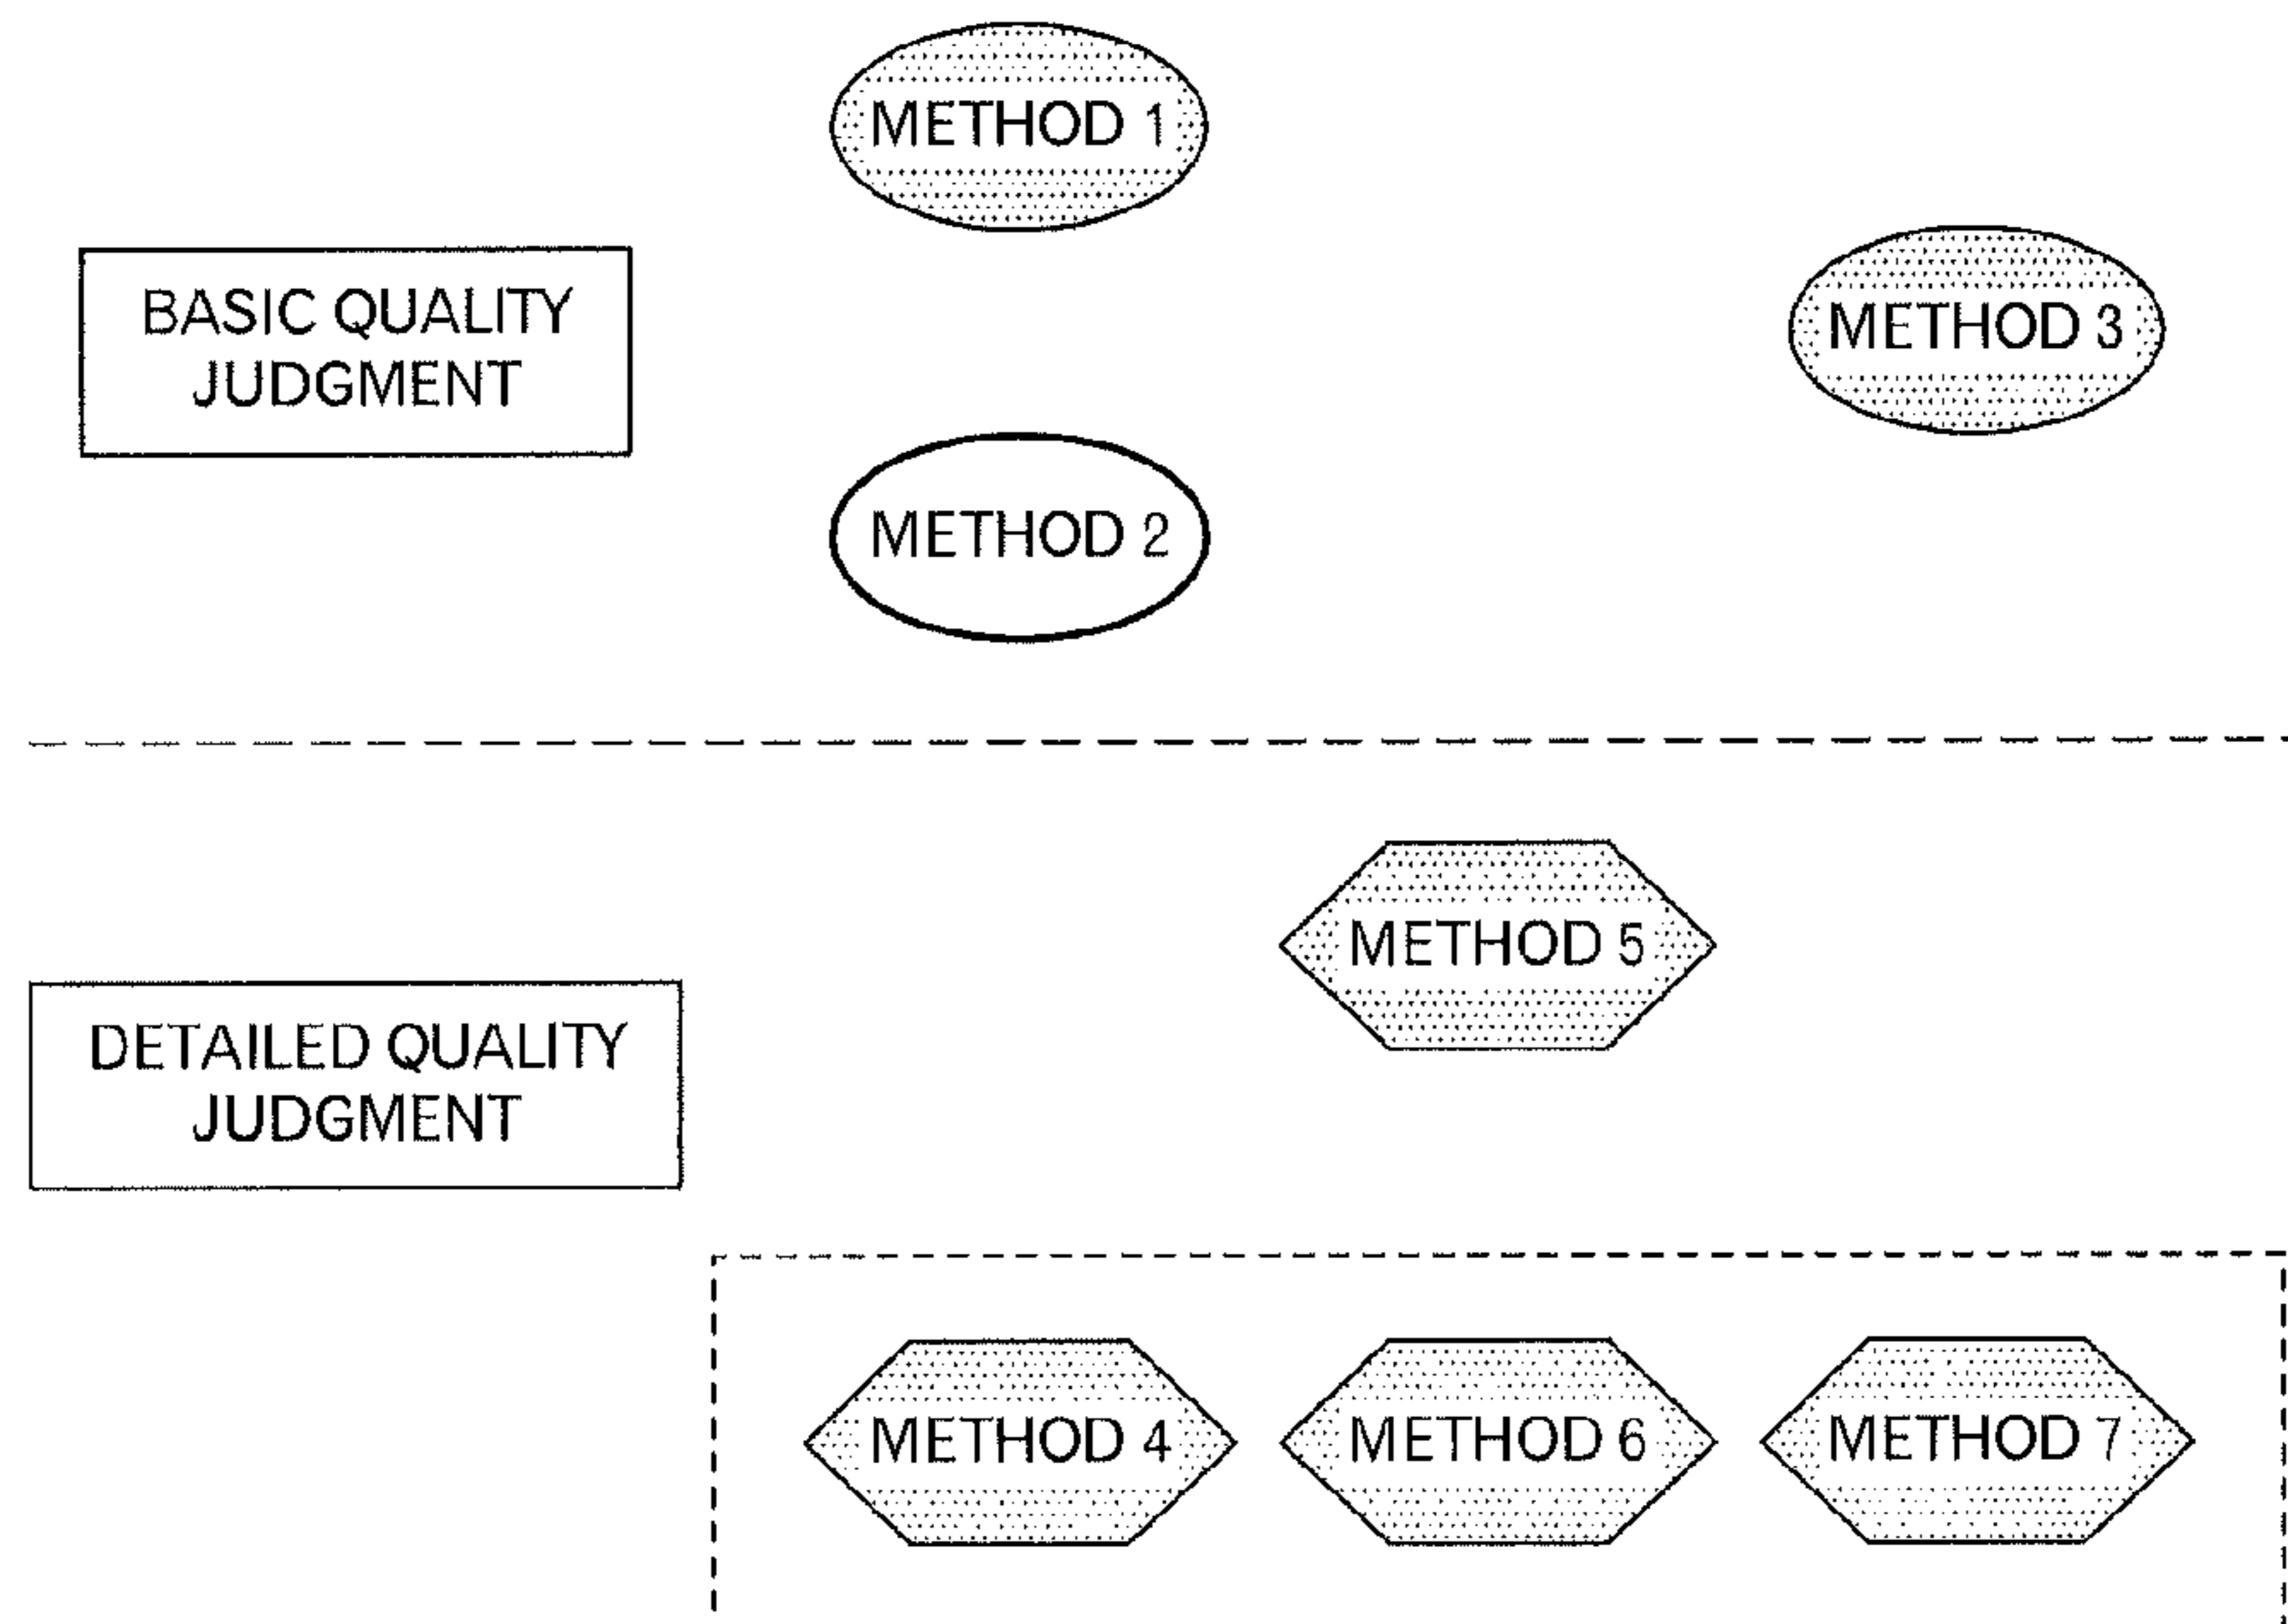 METHOD 1
BASIC QUALITY
JUDGMENT
METHOD 3
METHOD 2
METHOD 5
DETAILED QUALITY
JUDGMENT
METHOD 4
METHOD 6
METHOD 7